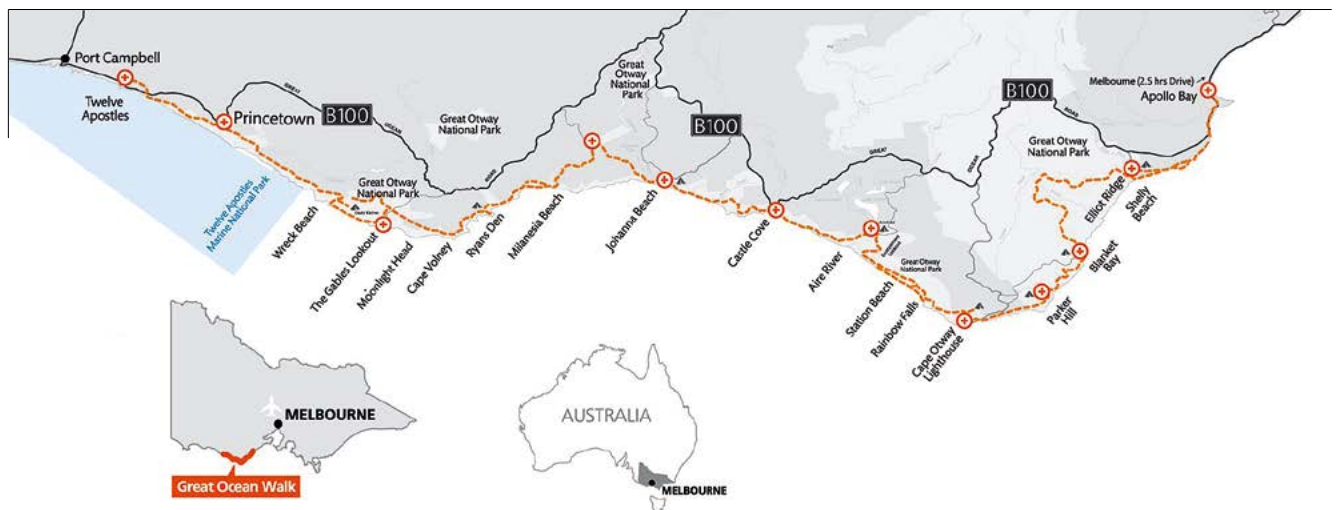 Port Campbell
Twelve
Apostles
Princetown
GREAT
B100
OCEAN
ROAD
Great Otway
National Park
Great
Otway
National
Park
B100
GREAT
OCEAN
B100
ROAD
Melbourne (2.5 hrs Drive)
Apollo Bay
Great Otway
National Park
Great Otway
National Park
Great Otway
National Park
Twelve Apostles
Marine National Park
Wreck Beach
The Gables Lookout
Moonlight Head
Cape Volney
Ryans Den
Milanesia Beach
Johanna Beach
Castle Cove
Aire River
Station Beach
Rainbow Falls
Cape Otway
Lighthouse
Parker
Hill
Blanket
Bay
Elliot Ridge
Shelly
Beach
MELBOURNE
Great Ocean Walk
AUSTRALIA
MELBOURNE